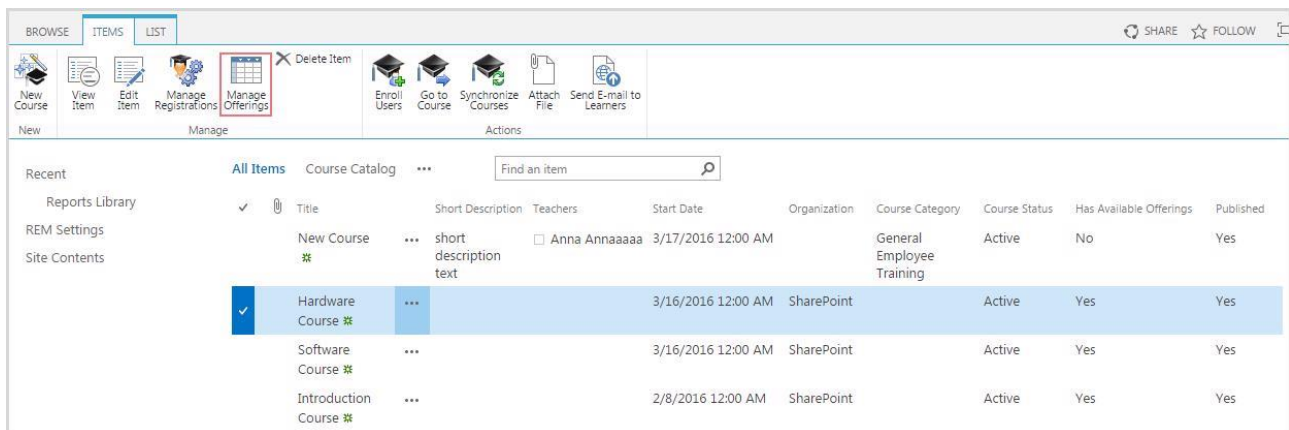 BROWSE ITEMS LIST SHARE FOLLOW
New Course
View Item
Edit Item
Manage Registrations
Manage Offerings
Delete Item
Enroll Users
Go to Course
Synchronize Courses
Attach File
Send E-mail to Learners
New Manage Actions
Recent
Reports Library
REM Settings
Site Contents
All Items Course Catalog ••• Find an item
Title Short Description Teachers Start Date Organization Course Category Course Status Has Available Offerings Published
New Course ••• short description text Anna Annaaaaa 3/17/2016 12:00 AM General Employee Training Active No Yes
Hardware Course ••• 3/16/2016 12:00 AM SharePoint Active Yes Yes
Software Course ••• 3/16/2016 12:00 AM SharePoint Active Yes Yes
Introduction Course ••• 2/8/2016 12:00 AM SharePoint Active Yes Yes